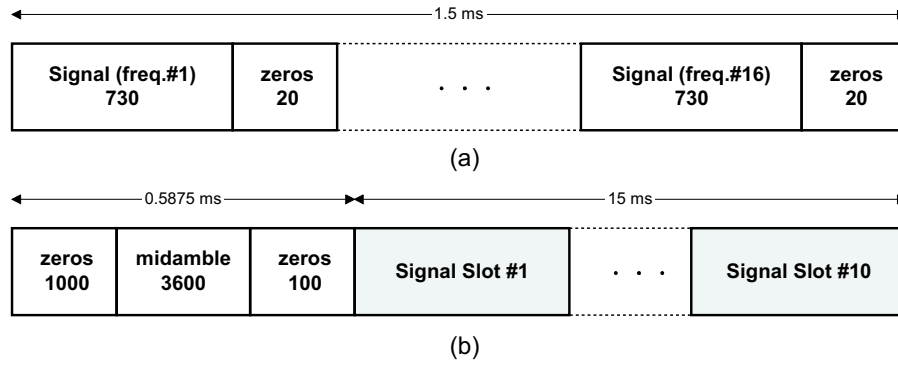 1.5 ms
Signal (freq.#1)
730
zeros
20
. . .
Signal (freq.#16)
730
zeros
20
(a)
0.5875 ms
15 ms
zeros
1000
midamble
3600
zeros
100
Signal Slot #1
. . .
Signal Slot #10
(b)